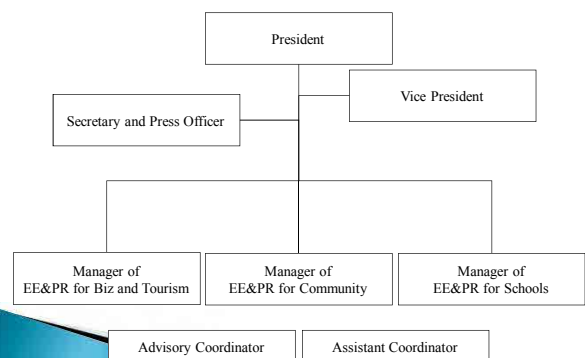 President
Vice President
Secretary and Press Officer
Manager of
EE&PR for Biz and Tourism
Manager of
EE&PR for Community
Manager of
EE&PR for Schools
Advisory Coordinator
Assistant Coordinator